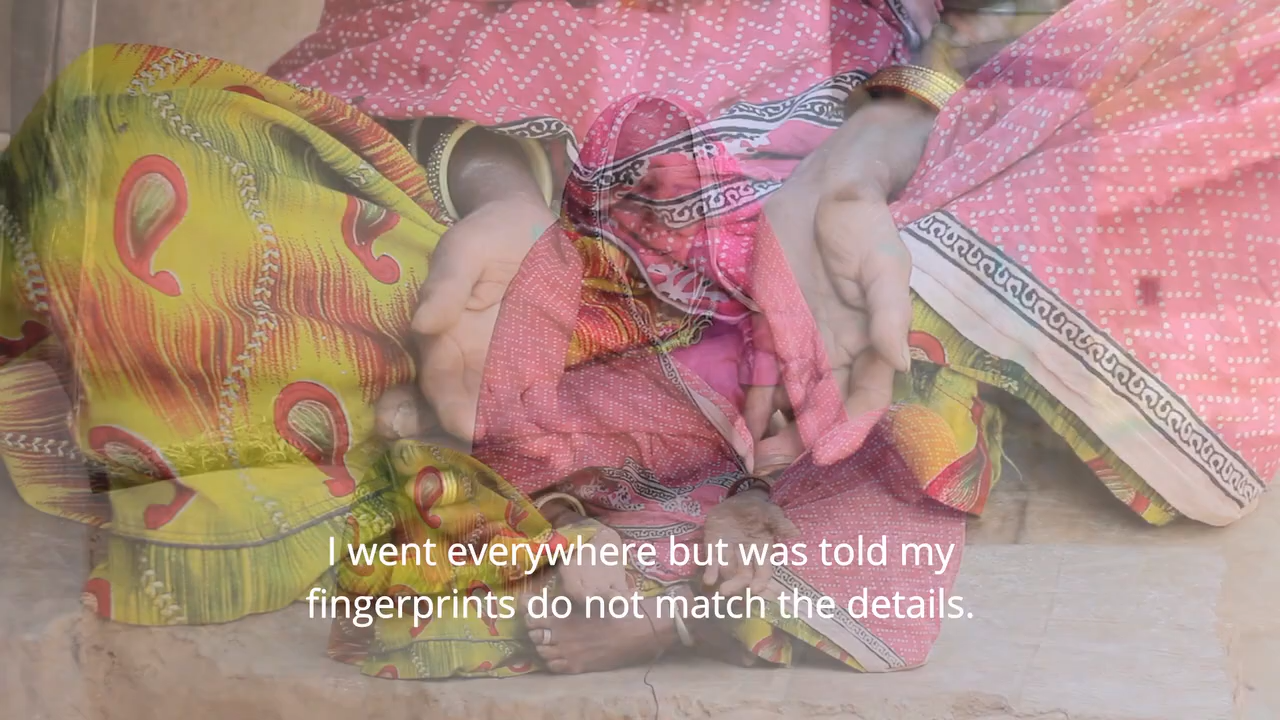 I went everywhere but was told my
fingerprints do not match the details.